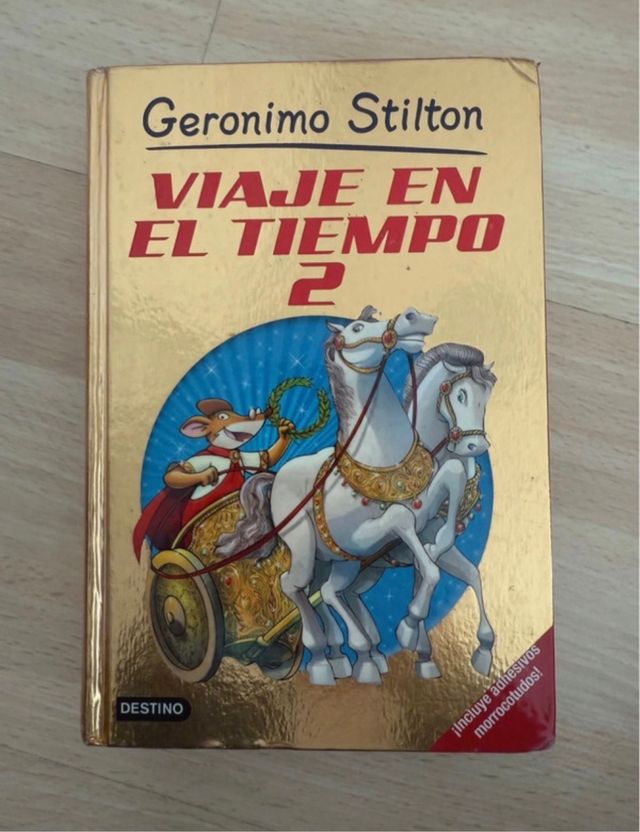 Geronimo Stilton
VIAJE EN
EL TIEMPO
2
DESTINO
¡Incluye adhesivos
morrocotudos!